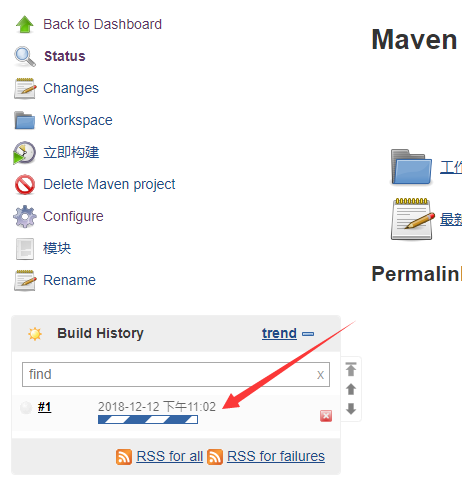 Back to Dashboard
Status
Changes
Workspace
立即构建
Delete Maven project
Configure
模块
Rename
Maven
工作
最新
Permalin
Build History
trend
find
x
#1
2018-12-12 下午11:02
RSS for all
RSS for failures